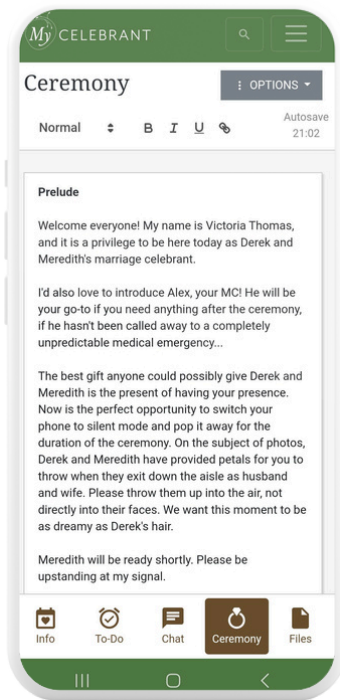 My CELEBRANT
Ceremony
OPTIONS
Normal
B I U
Autosave
21:02
Prelude
Welcome everyone! My name is Victoria Thomas,
and it is a privilege to be here today as Derek and
Meredith's marriage celebrant.
I'd also love to introduce Alex, your MC! He will be
your go-to if you need anything after the ceremony,
if he hasn't been called away to a completely
unpredictable medical emergency...
The best gift anyone could possibly give Derek and
Meredith is the present of having your presence.
Now is the perfect opportunity to switch your
phone to silent mode and pop it away for the
duration of the ceremony. On the subject of photos,
Derek and Meredith have provided petals for you to
throw when they exit down the aisle as husband
and wife. Please throw them up into the air, not
directly into their faces. We want this moment to be
as dreamy as Derek's hair.
Meredith will be ready shortly. Please be
upstanding at my signal.
Info To-Do Chat Ceremony Files